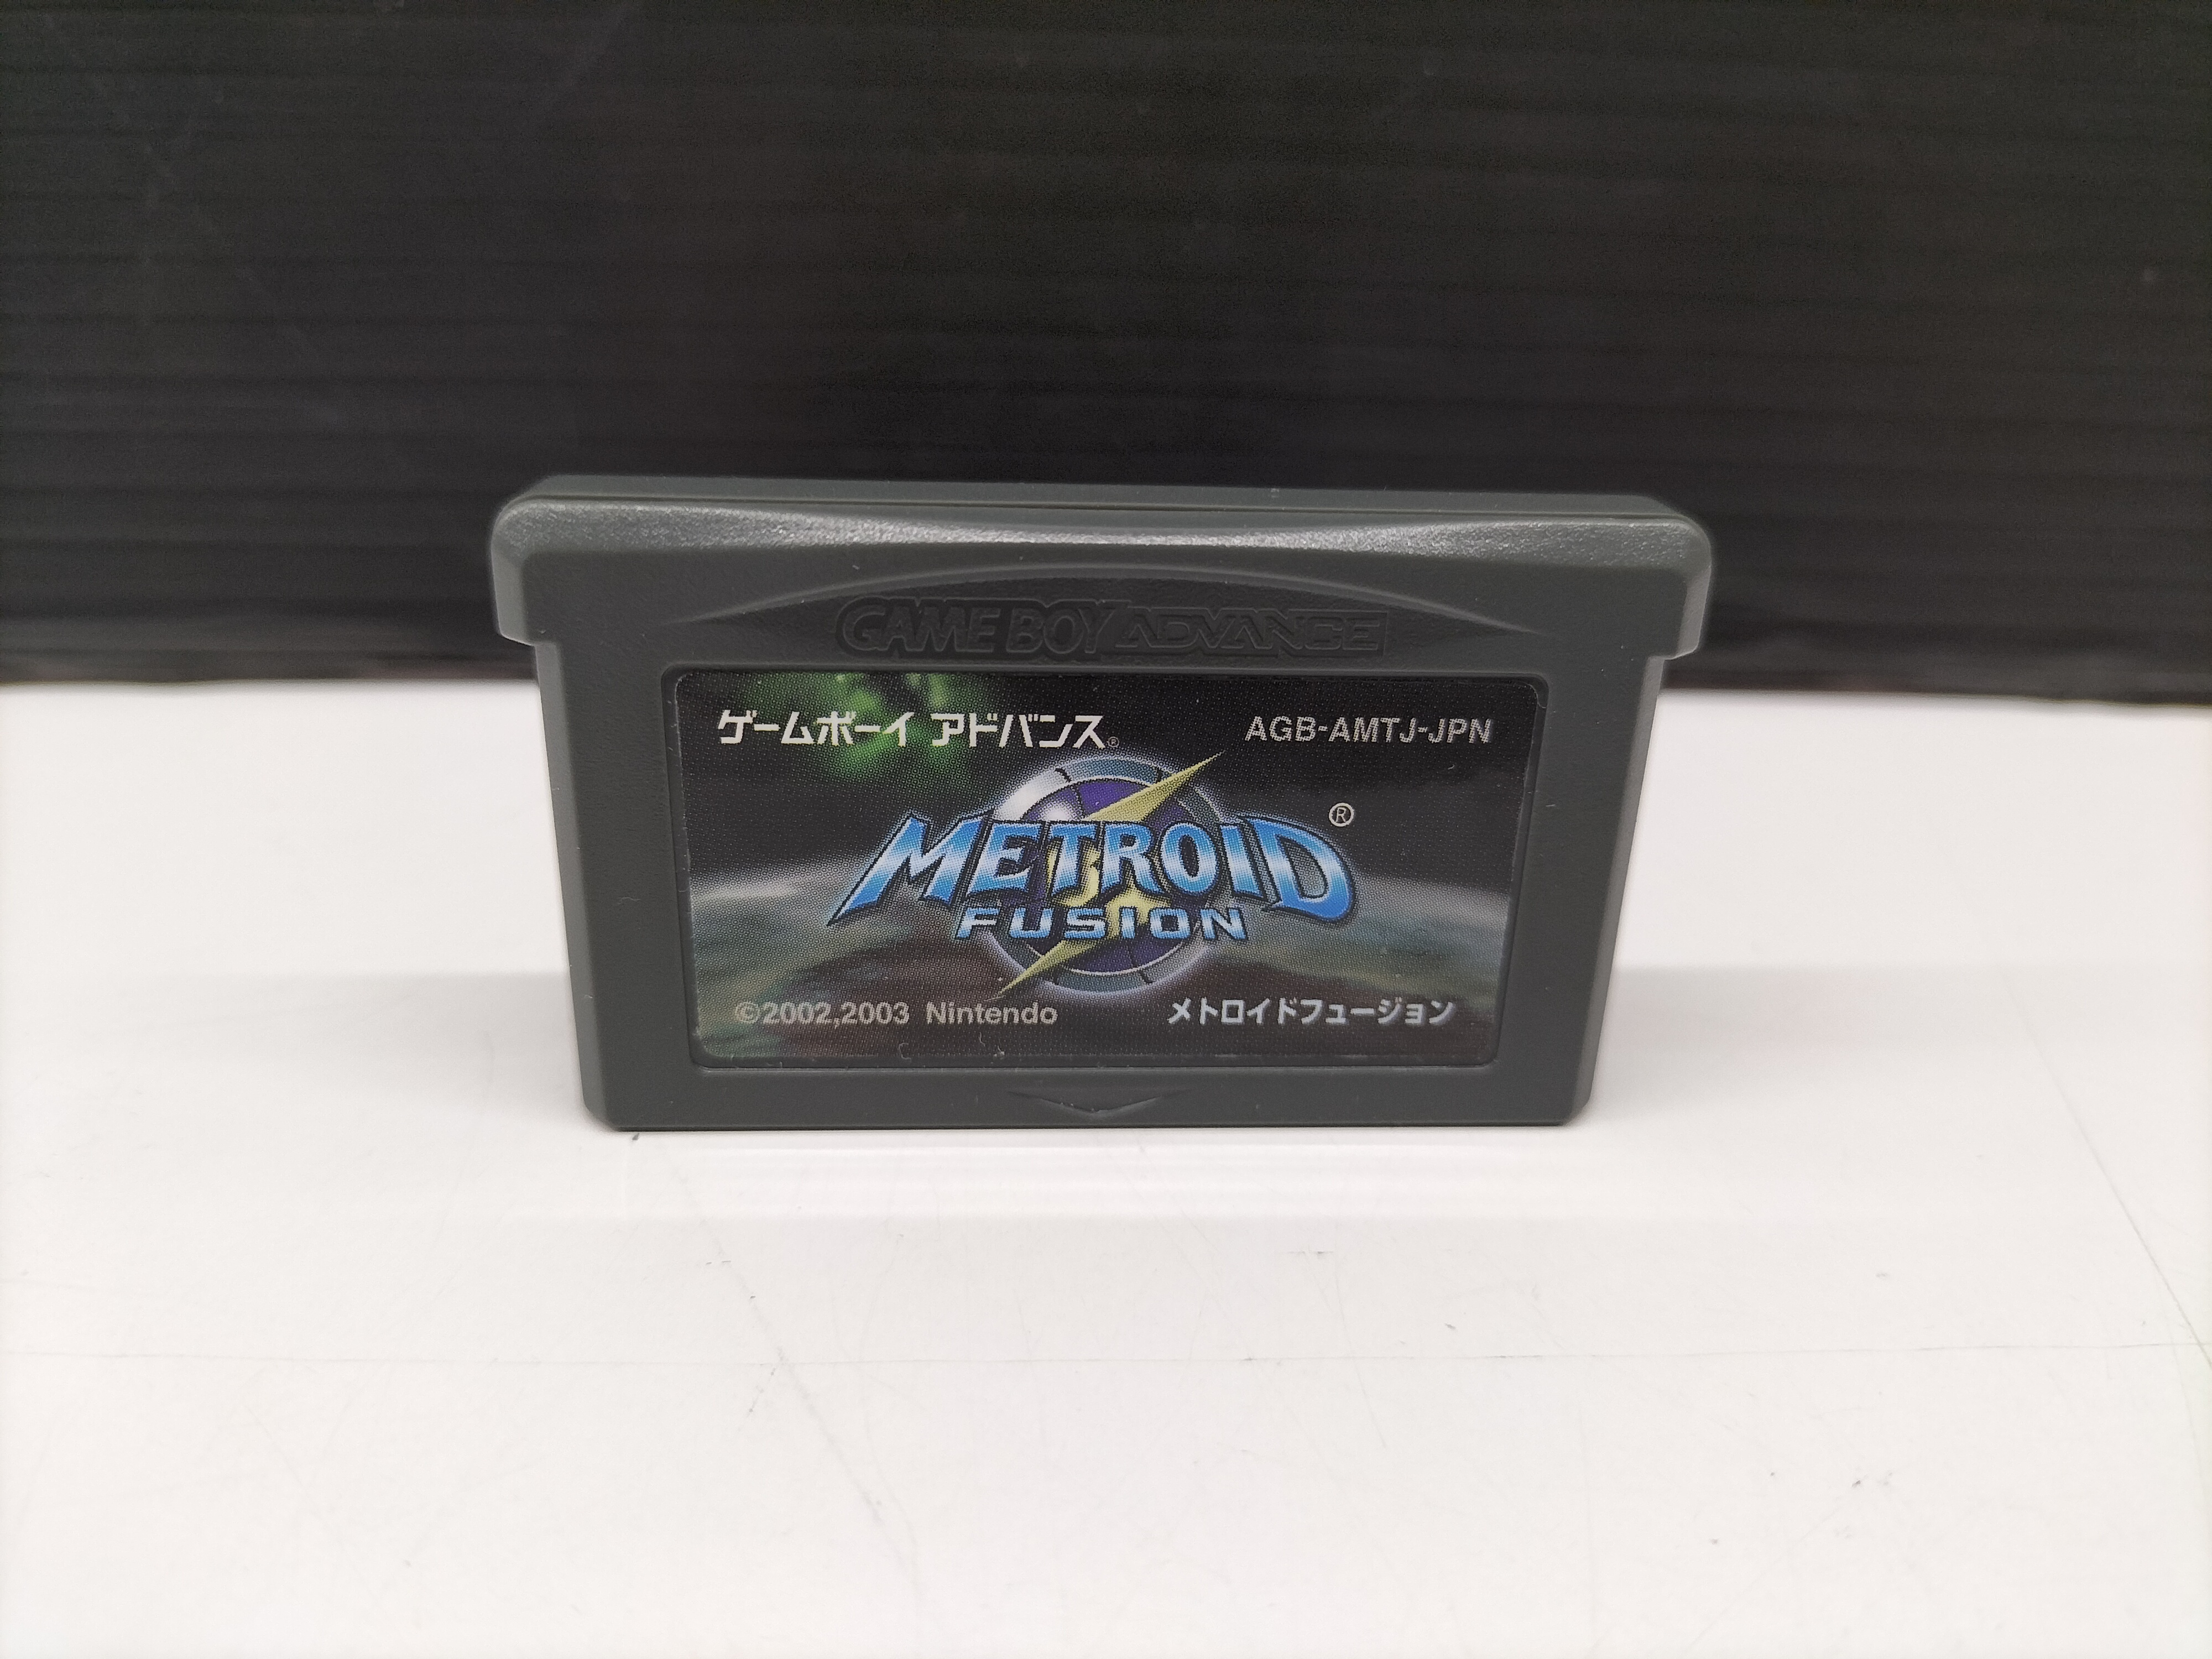 GAME BOY ADVANCE
ゲームボーイ アドバンス®
AGB-AMTJ-JPN
METROID®
FUSION
©2002,2003 Nintendo
メトロイドフュージョン